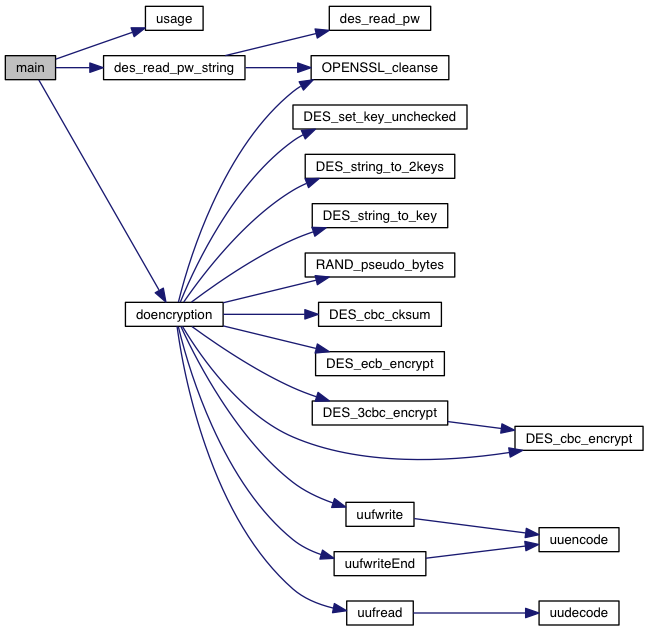 usage
des_read_pw
main
des_read_pw_string
OPENSSL_cleanse
DES_set_key_unchecked
DES_string_to_2keys
DES_string_to_key
RAND_pseudo_bytes
doencryption
DES_cbc_cksum
DES_ecb_encrypt
DES_3cbc_encrypt
DES_cbc_encrypt
uufwrite
uuencode
uufwriteEnd
uufread
uudecode